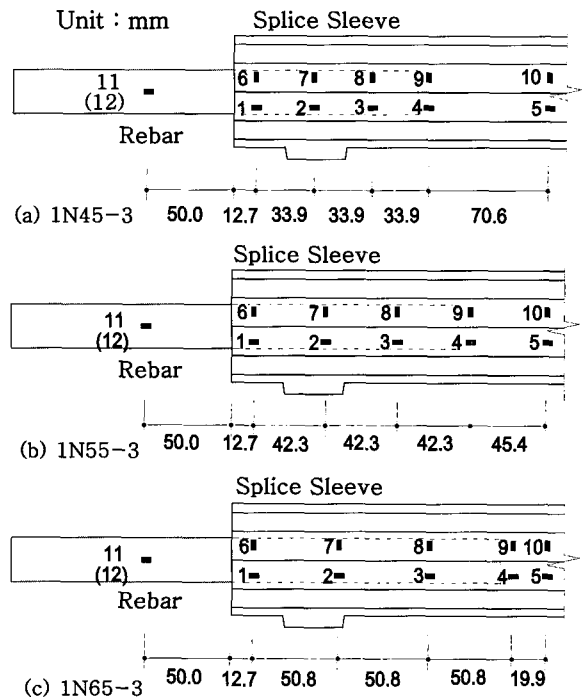 Unit : mm
Splice Sleeve
6 7 8 9 10
11
(12)
1 2 3 4 5
Rebar
50.0 12.7 33.9 33.9 33.9 70.6
(a) 1N45-3
Splice Sleeve
6 7 8 9 10
11
(12)
1 2 3 4 5
Rebar
50.0 12.7 42.3 42.3 42.3 45.4
(b) 1N55-3
Splice Sleeve
6 7 8 9 10
11
(12)
1 2 3 4 5
Rebar
50.0 12.7 50.8 50.8 50.8 19.9
(c) 1N65-3